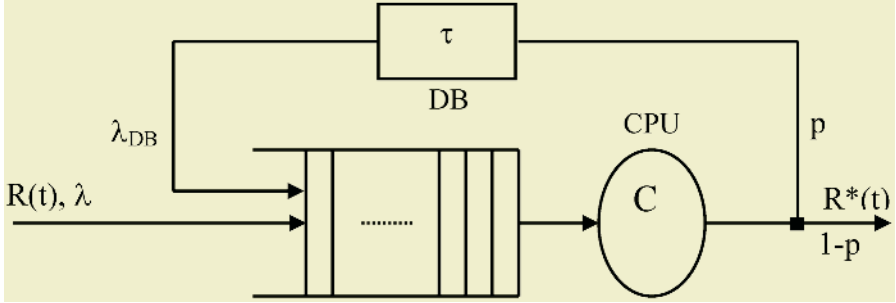 τ
DB
λDB
CPU
p
R(t), λ
..........
C
R*(t)
1-p